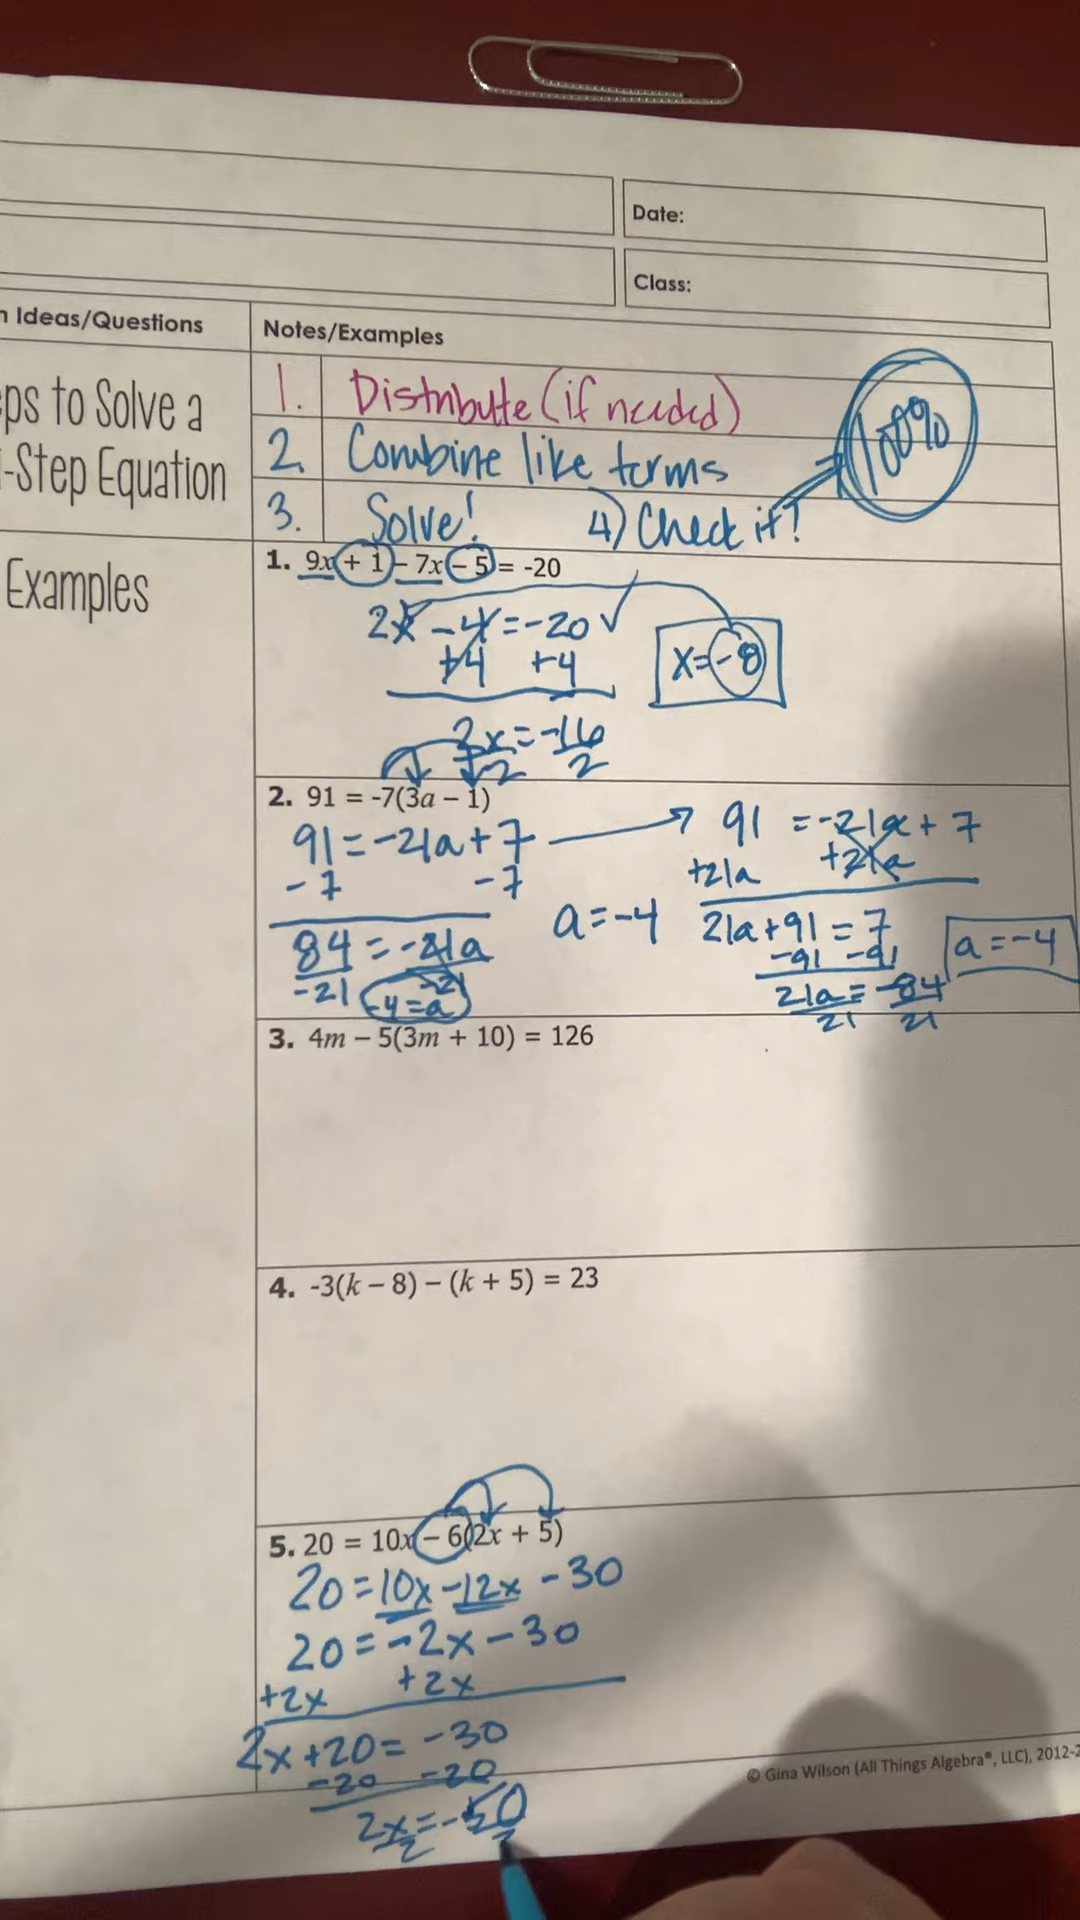 Date:
Class:
Ideas/Questions
Notes/Examples
ps to Solve a
-Step Equation
1. Distribute (if needed)
2. Combine like terms
3. Solve! 4) Check it!
100%
Examples
1. 9x + 1 - 7x - 5 = -20
2x - 4 = -20
+4 +4
2x = -16
2 2
x = -8
2. 91 = -7(3a - 1)
91 = -21a + 7
-7 -7
84 = -21a
-21 -21
-4 = a
a = -4
91 = -21a + 7
+21a +21a
21a + 91 = 7
-91 -91
21a = -84
21 21
a = -4
3. 4m - 5(3m + 10) = 126
4. -3(k - 8) - (k + 5) = 23
5. 20 = 10x - 6(2x + 5)
20 = 10x - 12x - 30
20 = -2x - 30
+2x +2x
2x + 20 = -30
-20 -20
2x = -50
2 2
© Gina Wilson (All Things Algebra®, LLC), 2012-2